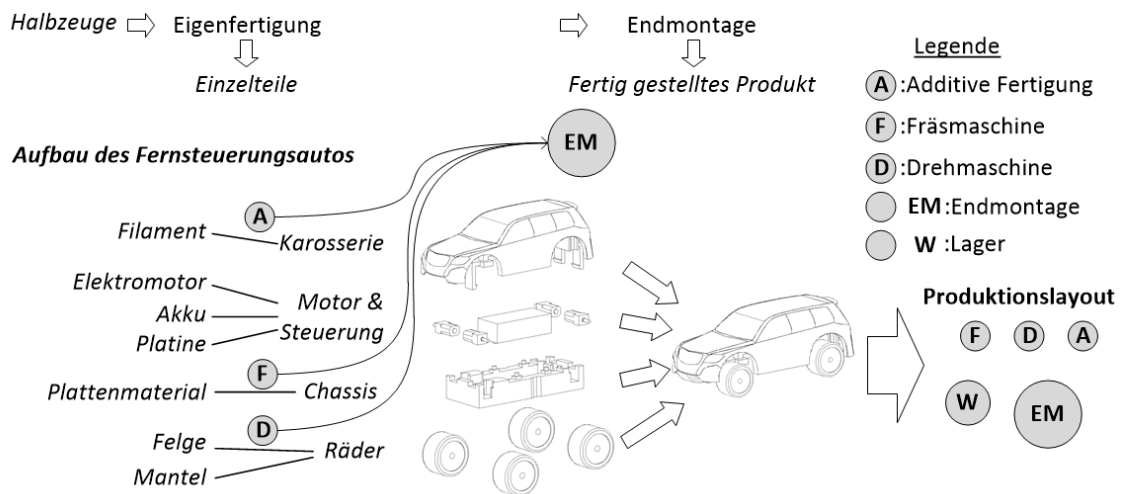 Halbzeuge Eigenfertigung Endmontage
Einzelteile Fertig gestelltes Produkt
Aufbau des Fernsteuerungsautos
EM
A
Filament Karosserie
Elektromotor
Akku
Platine
Motor &
Steuerung
F
Plattenmaterial Chassis
D
Felge
Mantel
Räder
Legende
A :Additive Fertigung
F :Fräsmaschine
D :Drehmaschine
EM :Endmontage
W :Lager
Produktionslayout
F D A
W EM